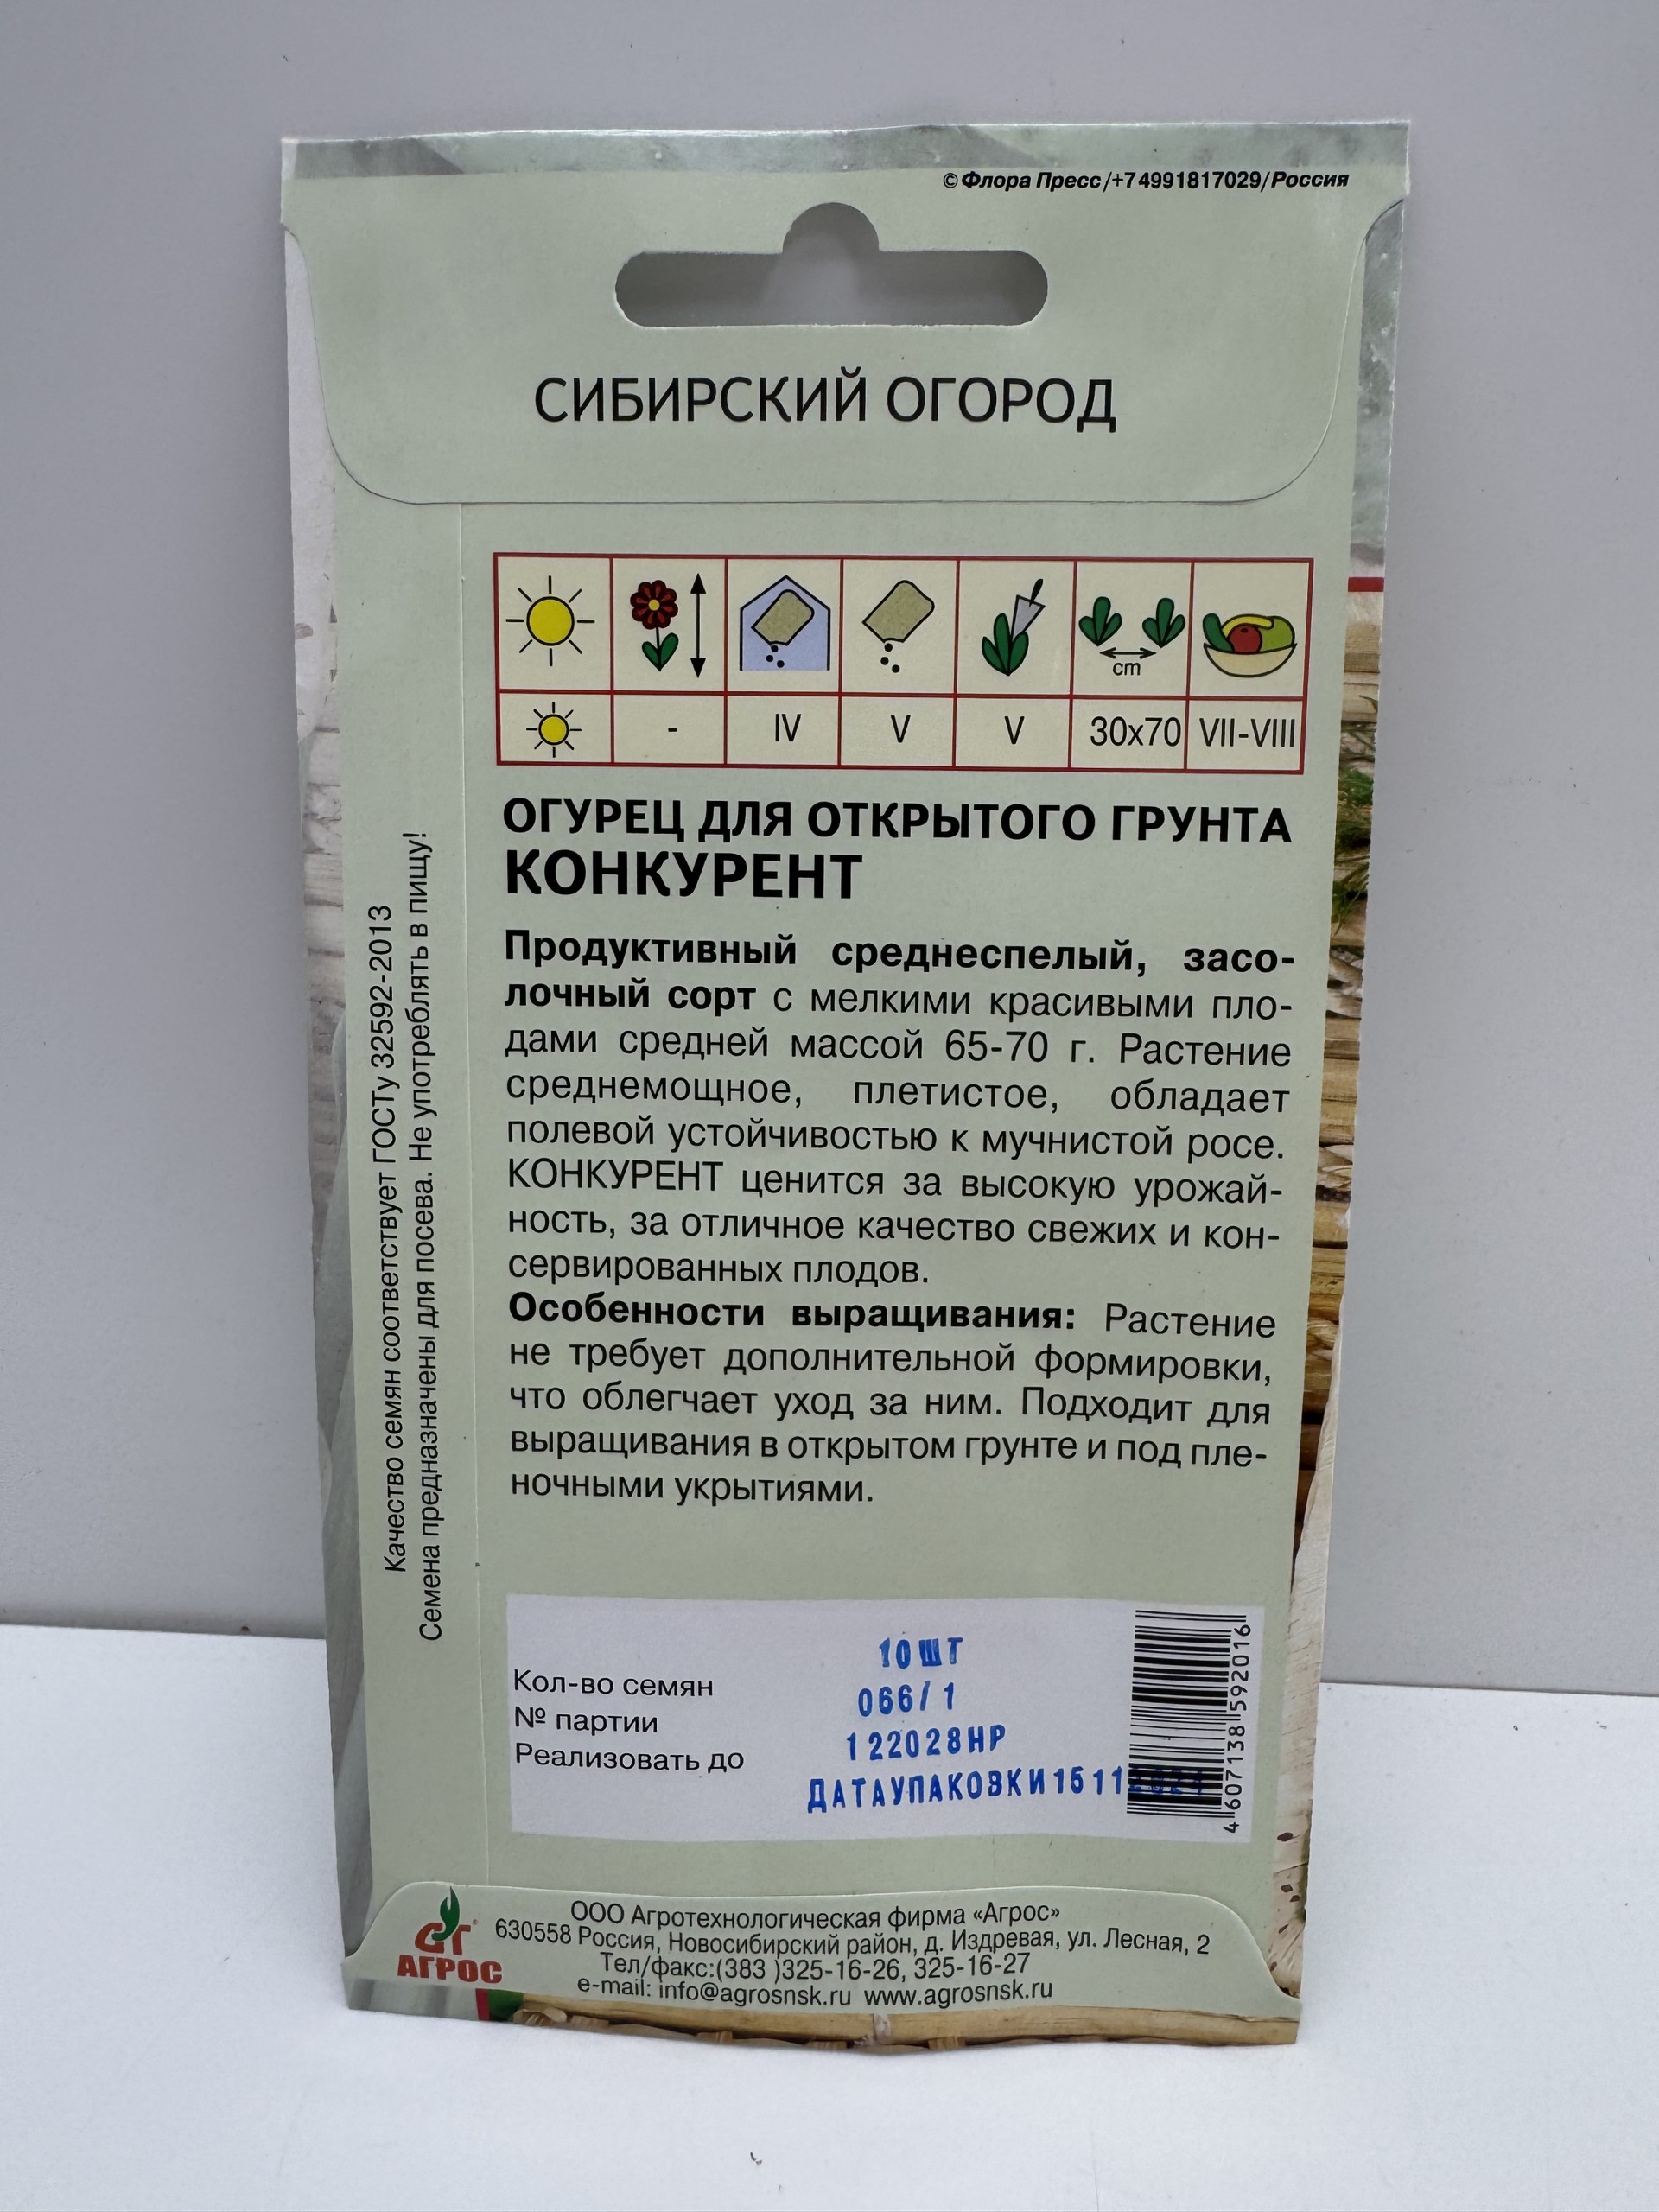 © Флора Пресс/+74991817029/Россия
СИБИРСКИЙ ОГОРОД
cm
- IV V V 30x70 VII-VIII
ОГУРЕЦ ДЛЯ ОТКРЫТОГО ГРУНТА
КОНКУРЕНТ
Продуктивный среднеспелый, засо-
лочный сорт с мелкими красивыми пло-
дами средней массой 65-70 г. Растение
среднемощное, плетистое, обладает
полевой устойчивостью к мучнистой росе.
КОНКУРЕНТ ценится за высокую урожай-
ность, за отличное качество свежих и кон-
сервированных плодов.
Особенности выращивания: Растение
не требует дополнительной формировки,
что облегчает уход за ним. Подходит для
выращивания в открытом грунте и под пле-
ночными укрытиями.
Качество семян соответствует ГОСТу 32592-2013
Семена предназначены для посева. Не употреблять в пищу!
Кол-во семян 10 ШТ
№ партии 066/1
Реализовать до 122028НР
ДАТАУПАКОВКИ15112024
4 607138 592016
АГРОС
ООО Агротехнологическая фирма «Агрос»
630558 Россия, Новосибирский район, д. Издревая, ул. Лесная, 2
Тел/факс:(383 )325-16-26, 325-16-27
e-mail: info@agrosnsk.ru www.agrosnsk.ru